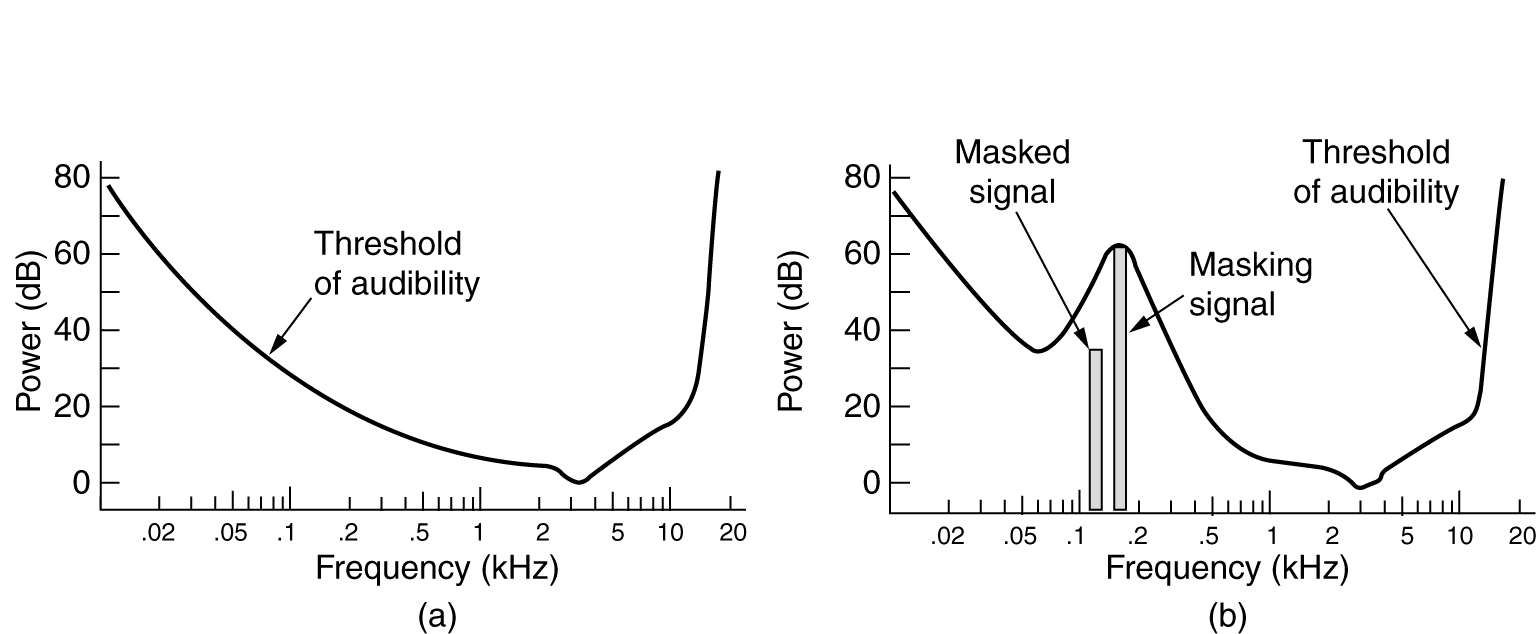 80
60
40
20
0
Power (dB)
Threshold
of audibility
.02 .05 .1 .2 .5 1 2 5 10 20
Frequency (kHz)
(a)
80
60
40
20
0
Power (dB)
Masked
signal
Threshold
of audibility
Masking
signal
.02 .05 .1 .2 .5 1 2 5 10 20
Frequency (kHz)
(b)